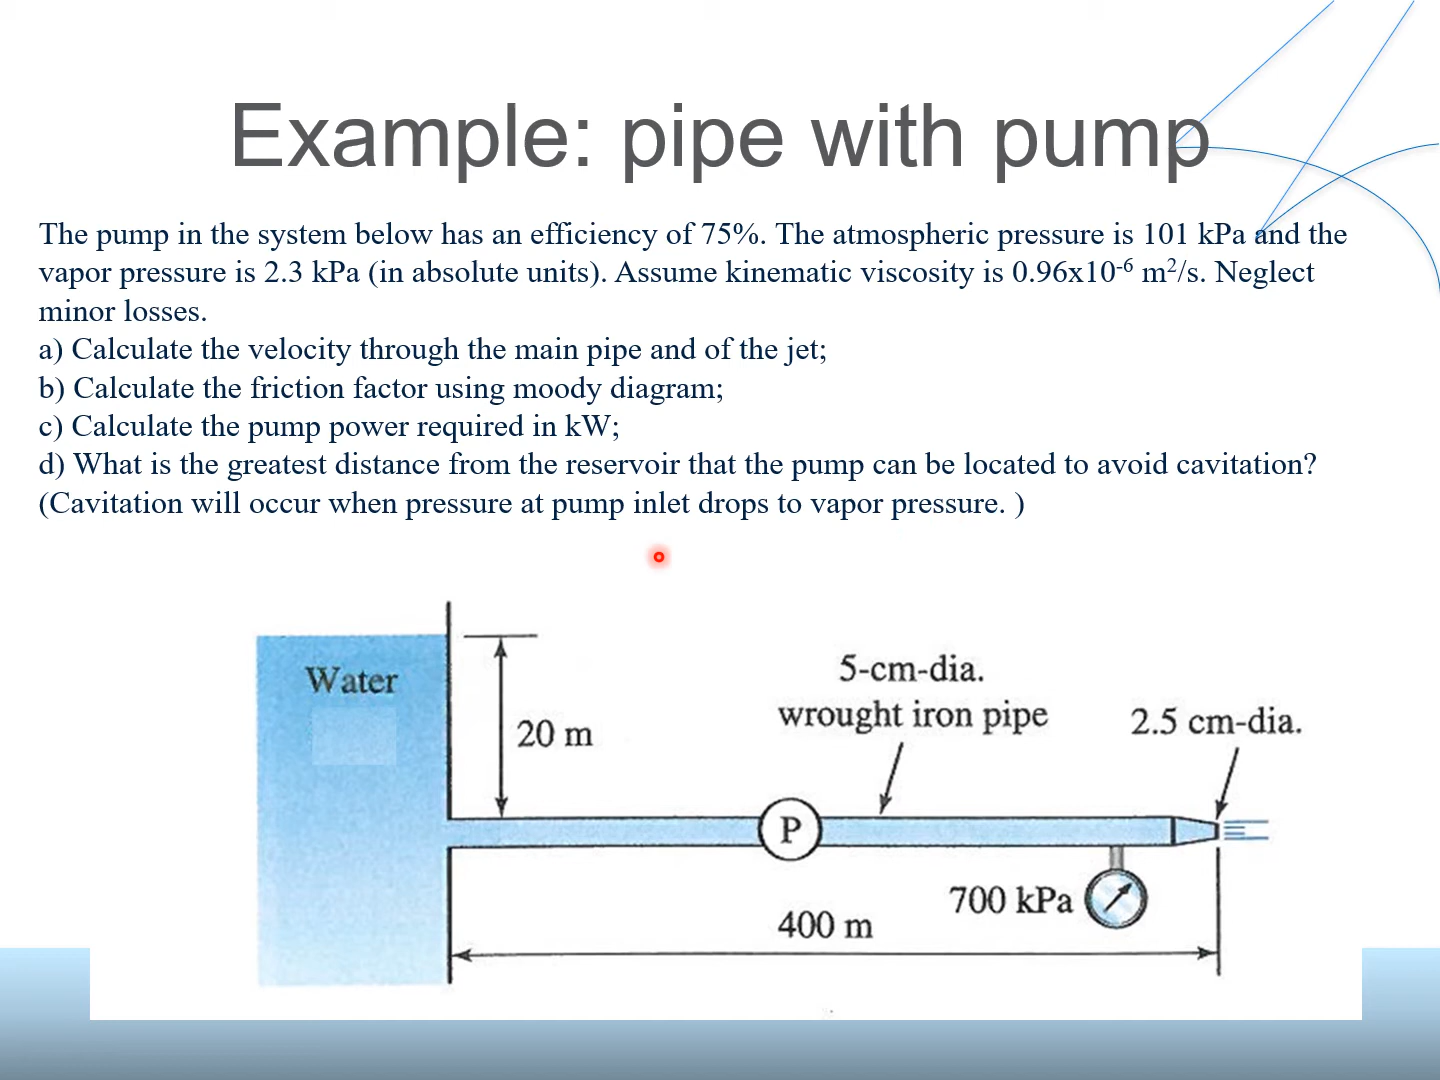 Example: pipe with pump
The pump in the system below has an efficiency of 75%. The atmospheric pressure is 101 kPa and the
vapor pressure is 2.3 kPa (in absolute units). Assume kinematic viscosity is 0.96x10⁻⁶ m²/s. Neglect
minor losses.
a) Calculate the velocity through the main pipe and of the jet;
b) Calculate the friction factor using moody diagram;
c) Calculate the pump power required in kW;
d) What is the greatest distance from the reservoir that the pump can be located to avoid cavitation?
(Cavitation will occur when pressure at pump inlet drops to vapor pressure. )
Water
20 m
5-cm-dia.
wrought iron pipe
2.5 cm-dia.
P
700 kPa
400 m